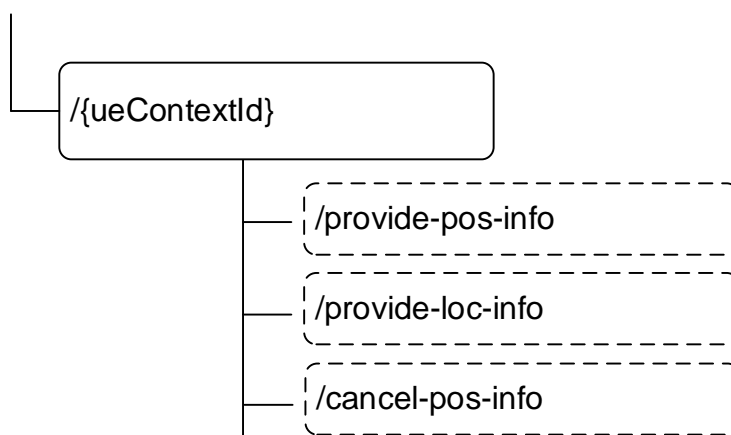 /{ueContextId}
/provide-pos-info
/provide-loc-info
/cancel-pos-info